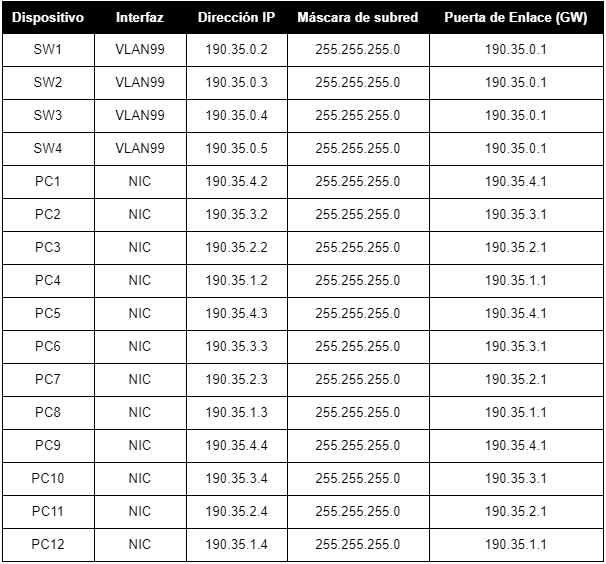 Dispositivo Interfaz Dirección IP Máscara de subred Puerta de Enlace (GW)
SW1 VLAN99 190.35.0.2 255.255.255.0 190.35.0.1
SW2 VLAN99 190.35.0.3 255.255.255.0 190.35.0.1
SW3 VLAN99 190.35.0.4 255.255.255.0 190.35.0.1
SW4 VLAN99 190.35.0.5 255.255.255.0 190.35.0.1
PC1 NIC 190.35.4.2 255.255.255.0 190.35.4.1
PC2 NIC 190.35.3.2 255.255.255.0 190.35.3.1
PC3 NIC 190.35.2.2 255.255.255.0 190.35.2.1
PC4 NIC 190.35.1.2 255.255.255.0 190.35.1.1
PC5 NIC 190.35.4.3 255.255.255.0 190.35.4.1
PC6 NIC 190.35.3.3 255.255.255.0 190.35.3.1
PC7 NIC 190.35.2.3 255.255.255.0 190.35.2.1
PC8 NIC 190.35.1.3 255.255.255.0 190.35.1.1
PC9 NIC 190.35.4.4 255.255.255.0 190.35.4.1
PC10 NIC 190.35.3.4 255.255.255.0 190.35.3.1
PC11 NIC 190.35.2.4 255.255.255.0 190.35.2.1
PC12 NIC 190.35.1.4 255.255.255.0 190.35.1.1